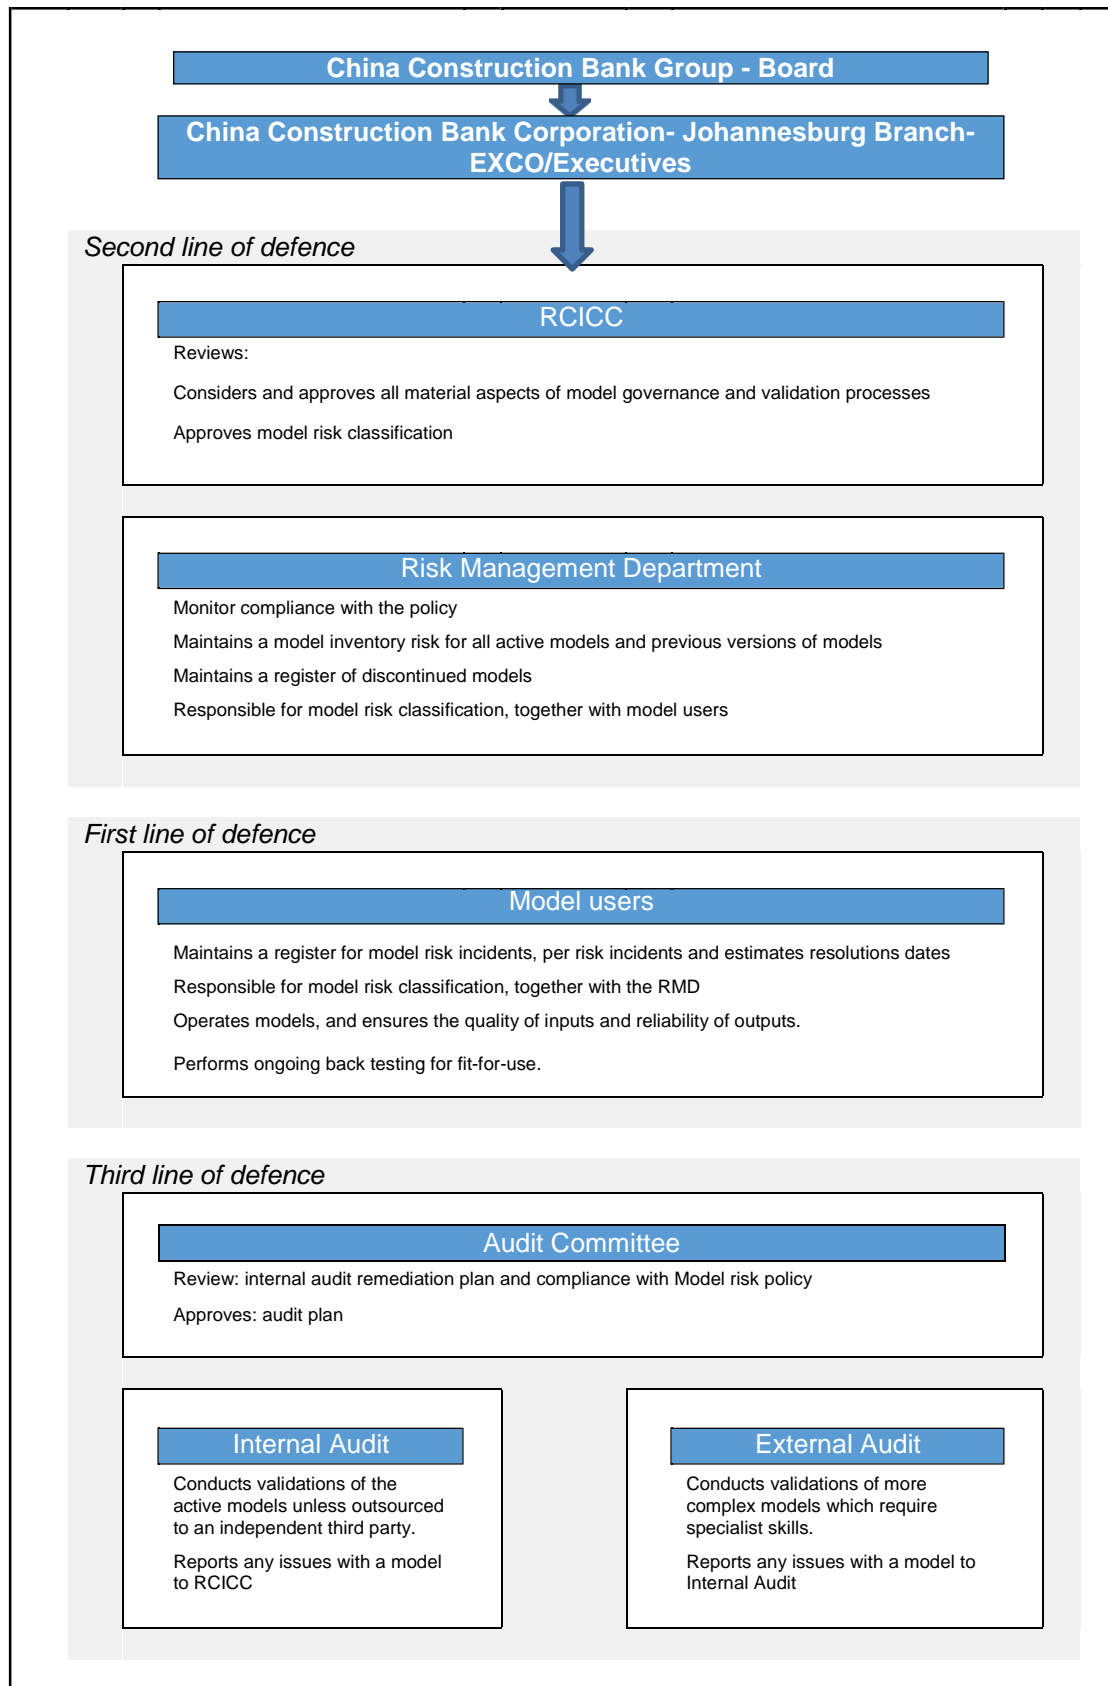 China Construction Bank Group - Board
China Construction Bank Corporation- Johannesburg Branch-
EXCO/Executives
Second line of defence
RCICC
Reviews:
Considers and approves all material aspects of model governance and validation processes
Approves model risk classification
Risk Management Department
Monitor compliance with the policy
Maintains a model inventory risk for all active models and previous versions of models
Maintains a register of discontinued models
Responsible for model risk classification, together with model users
First line of defence
Model users
Maintains a register for model risk incidents, per risk incidents and estimates resolutions dates
Responsible for model risk classification, together with the RMD
Operates models, and ensures the quality of inputs and reliability of outputs.
Performs ongoing back testing for fit-for-use.
Third line of defence
Audit Committee
Review: internal audit remediation plan and compliance with Model risk policy
Approves: audit plan
Internal Audit
Conducts validations of the
active models unless outsourced
to an independent third party.
Reports any issues with a model
to RCICC
External Audit
Conducts validations of more
complex models which require
specialist skills.
Reports any issues with a model to
Internal Audit